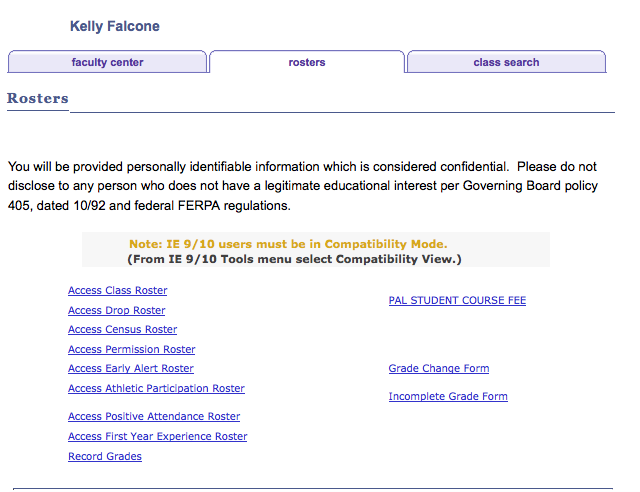 Kelly Falcone
faculty center
rosters
class search
Rosters
You will be provided personally identifiable information which is considered confidential.  Please do not
disclose to any person who does not have a legitimate educational interest per Governing Board policy
405, dated 10/92 and federal FERPA regulations.
Note: IE 9/10 users must be in Compatibility Mode.
(From IE 9/10 Tools menu select Compatibility View.)
Access Class Roster
Access Drop Roster
Access Census Roster
Access Permission Roster
Access Early Alert Roster
Access Athletic Participation Roster
Access Positive Attendance Roster
Access First Year Experience Roster
Record Grades
PAL STUDENT COURSE FEE
Grade Change Form
Incomplete Grade Form